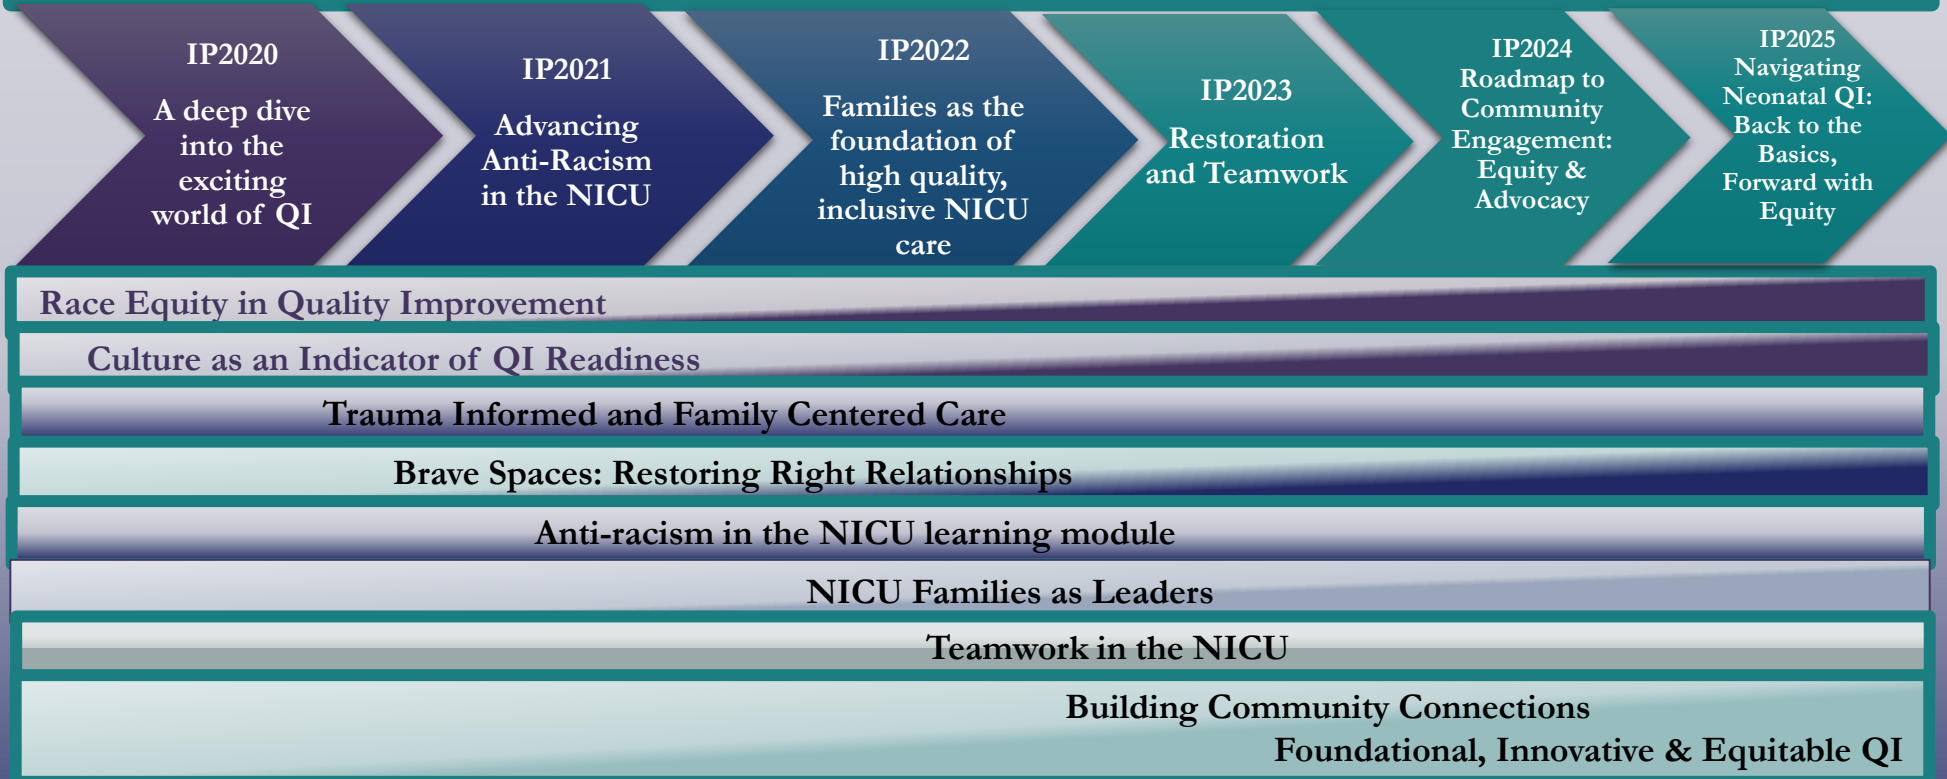 IP2020
A deep dive
into the
exciting
world of QI
IP2021
Advancing
Anti-Racism
in the NICU
IP2022
Families as the
foundation of
high quality,
inclusive NICU
care
IP2023
Restoration
and Teamwork
IP2024
Roadmap to
Community
Engagement:
Equity &
Advocacy
IP2025
Navigating
Neonatal QI:
Back to the
Basics,
Forward with
Equity
Race Equity in Quality Improvement
Culture as an Indicator of QI Readiness
Trauma Informed and Family Centered Care
Brave Spaces: Restoring Right Relationships
Anti-racism in the NICU learning module
NICU Families as Leaders
Teamwork in the NICU
Building Community Connections
Foundational, Innovative & Equitable QI